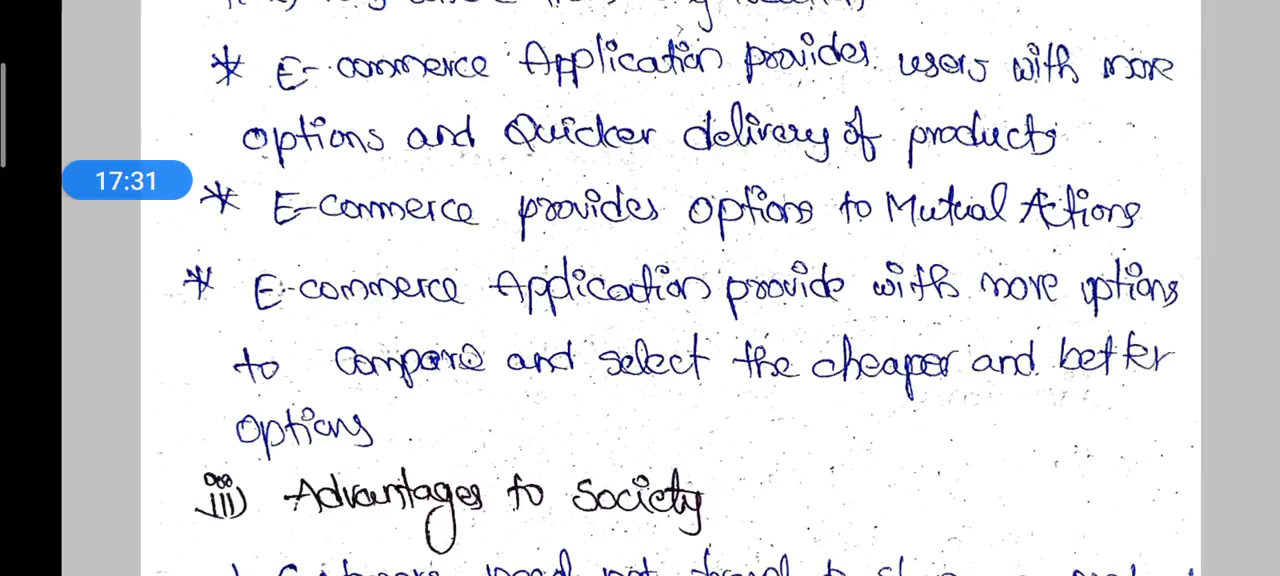 * E-commerce Application provides users with more
options and Quicker delivery of products
17:31
* E-commerce provides options to Mutual Actions
* E-commerce Application provide with more options
to compare and select the cheaper and better
options
iii) Advantages to Society